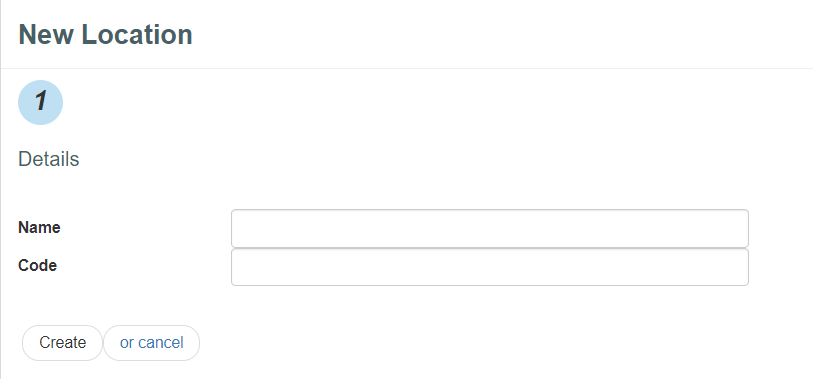 New Location
1
Details
Name
Code
Create or cancel